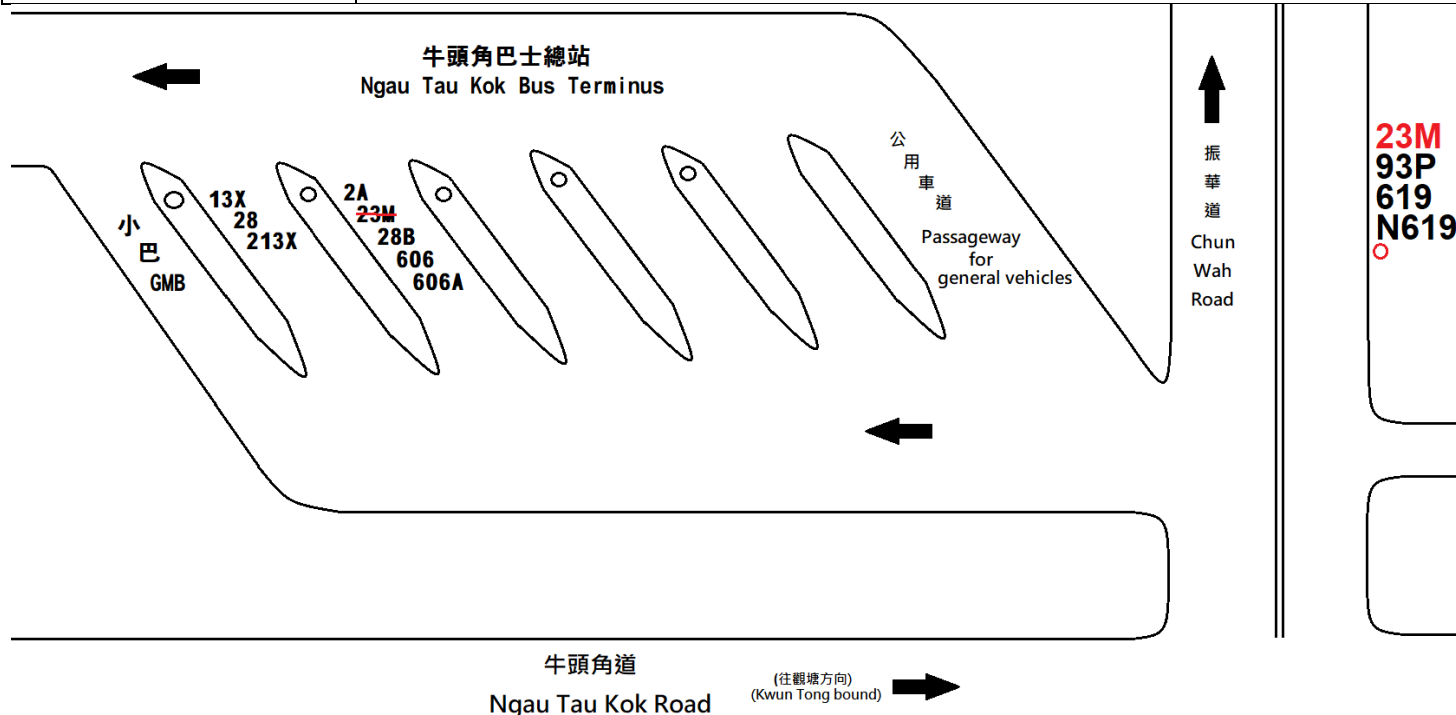 牛頭角巴士總站
Ngau Tau Kok Bus Terminus
公用車道
Passageway
for
general vehicles
振華道
Chun
Wah
Road
23M
93P
619
N619
小巴
GMB
13X
28
213X
2A
23M
28B
606
606A
牛頭角道
Ngau Tau Kok Road
(往觀塘方向)
(Kwun Tong bound)